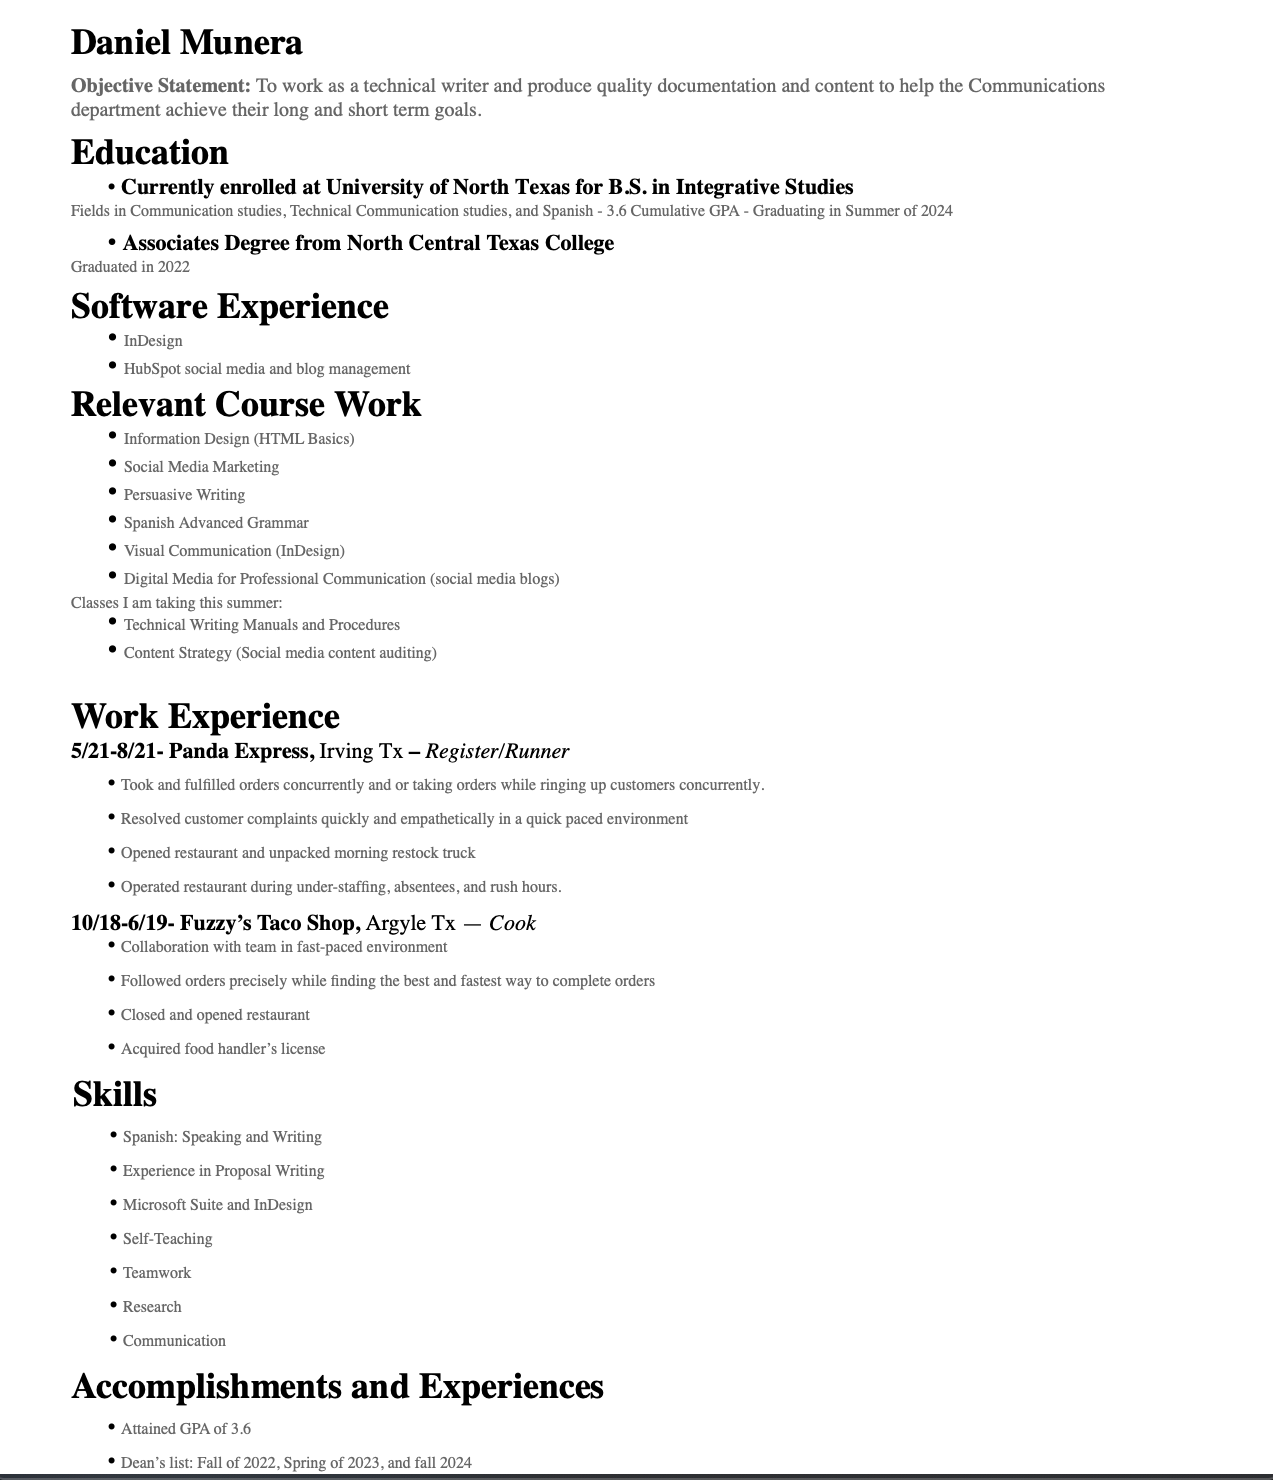 Daniel Munera
Objective Statement: To work as a technical writer and produce quality documentation and content to help the Communications
department achieve their long and short term goals.
Education
• Currently enrolled at University of North Texas for B.S. in Integrative Studies
Fields in Communication studies, Technical Communication studies, and Spanish - 3.6 Cumulative GPA - Graduating in Summer of 2024
• Associates Degree from North Central Texas College
Graduated in 2022
Software Experience
• InDesign
• HubSpot social media and blog management
Relevant Course Work
• Information Design (HTML Basics)
• Social Media Marketing
• Persuasive Writing
• Spanish Advanced Grammar
• Visual Communication (InDesign)
• Digital Media for Professional Communication (social media blogs)
Classes I am taking this summer:
• Technical Writing Manuals and Procedures
• Content Strategy (Social media content auditing)
Work Experience
5/21-8/21- Panda Express, Irving Tx – Register/Runner
• Took and fulfilled orders concurrently and or taking orders while ringing up customers concurrently.
• Resolved customer complaints quickly and empathetically in a quick paced environment
• Opened restaurant and unpacked morning restock truck
• Operated restaurant during under-staffing, absentees, and rush hours.
10/18-6/19- Fuzzy’s Taco Shop, Argyle Tx — Cook
• Collaboration with team in fast-paced environment
• Followed orders precisely while finding the best and fastest way to complete orders
• Closed and opened restaurant
• Acquired food handler’s license
Skills
• Spanish: Speaking and Writing
• Experience in Proposal Writing
• Microsoft Suite and InDesign
• Self-Teaching
• Teamwork
• Research
• Communication
Accomplishments and Experiences
• Attained GPA of 3.6
• Dean’s list: Fall of 2022, Spring of 2023, and fall 2024